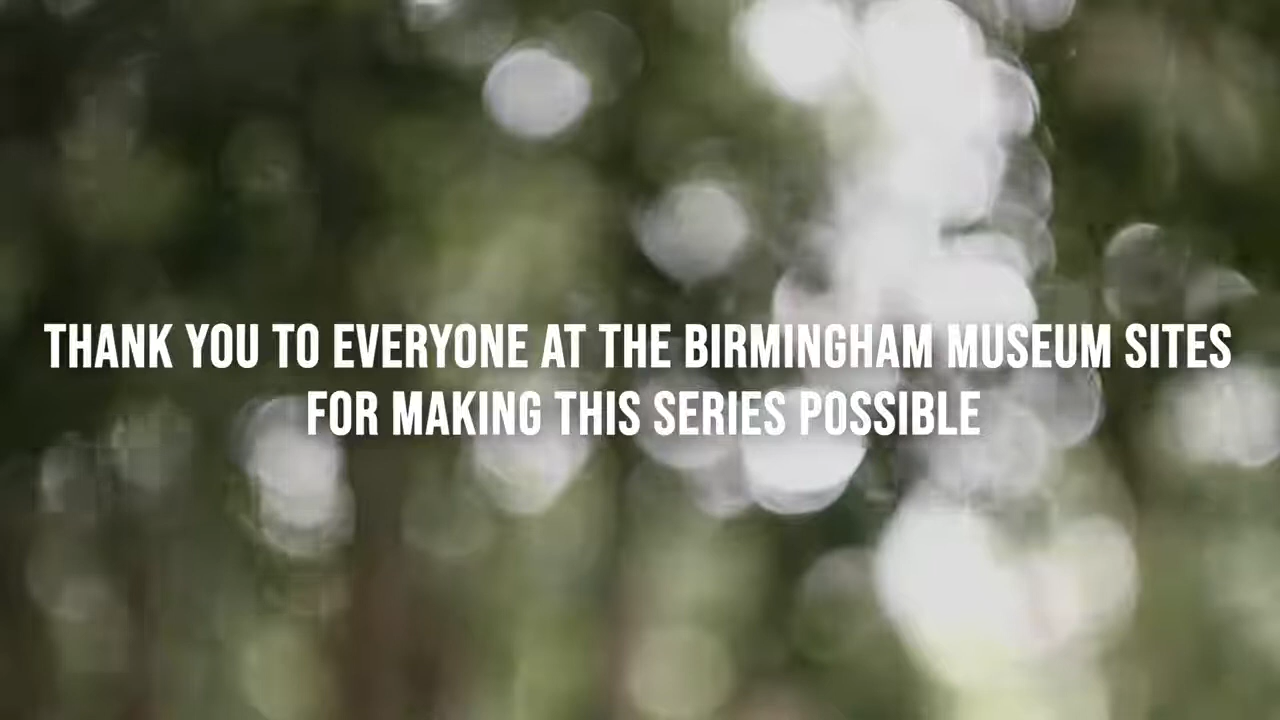 THANK YOU TO EVERYONE AT THE BIRMINGHAM MUSEUM SITES
FOR MAKING THIS SERIES POSSIBLE